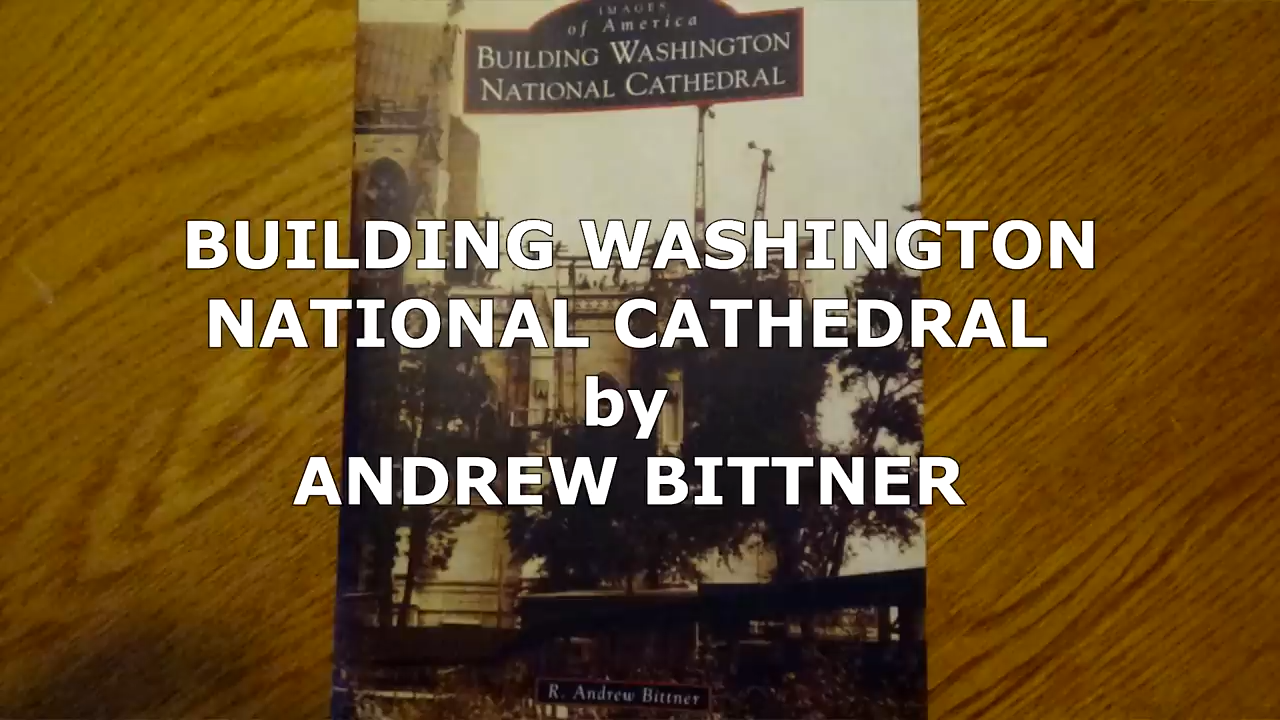 IMAGES
of America
BUILDING WASHINGTON
NATIONAL CATHEDRAL
BUILDING WASHINGTON
NATIONAL CATHEDRAL
by
ANDREW BITTNER
R. Andrew Bittner